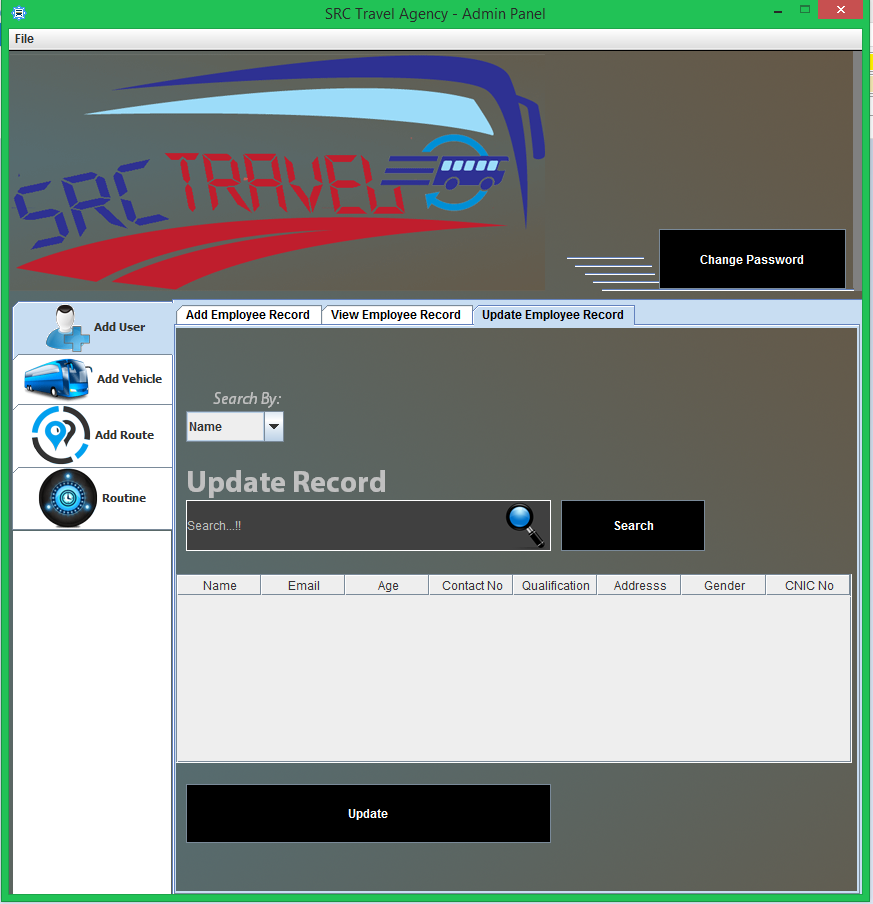 SRC Travel Agency - Admin Panel
File
SRC TRAVEL
Change Password
Add User
Add Vehicle
Add Route
Routine
Add Employee Record
View Employee Record
Update Employee Record
Search By:
Name
Update Record
Search...!!
Search
Name Email Age Contact No Qualification Addresss Gender CNIC No
Update